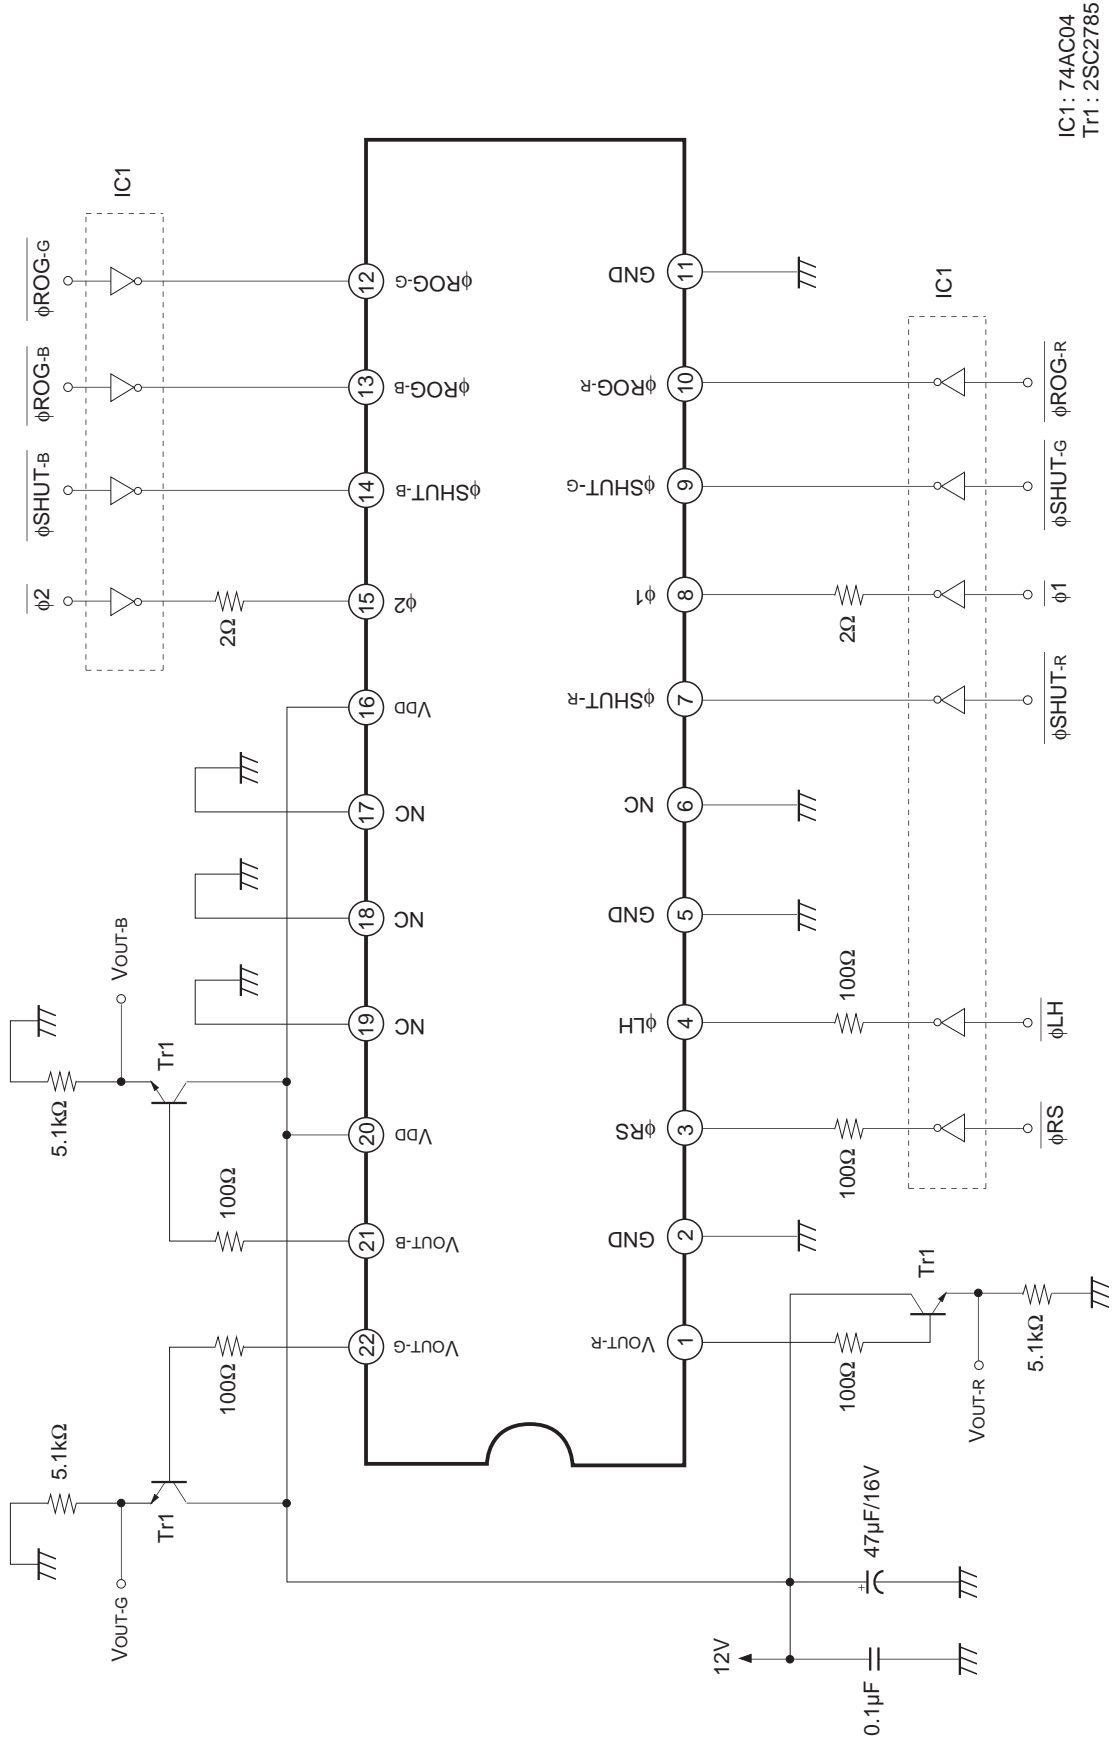 5.1kΩ
5.1kΩ
φ2
φSHUT-B
φROG-B
φROG-G
VOUT-G
VOUT-B
IC1
Tr1
Tr1
100Ω
100Ω
2Ω
22
21
20
19
18
17
16
15
14
13
12
VOUT-G
VOUT-B
VDD
NC
NC
NC
VDD
φ2
φSHUT-B
φROG-B
φROG-G
VOUT-R
GND
φRS
φLH
GND
NC
φSHUT-R
φ1
φSHUT-G
φROG-R
GND
1
2
3
4
5
6
7
8
9
10
11
12V
100Ω
100Ω
100Ω
2Ω
0.1µF
+
47µF/16V
Tr1
IC1
VOUT-R
5.1kΩ
φRS
φLH
φSHUT-R
φ1
φSHUT-G
φROG-R
IC1: 74AC04
Tr1: 2SC2785